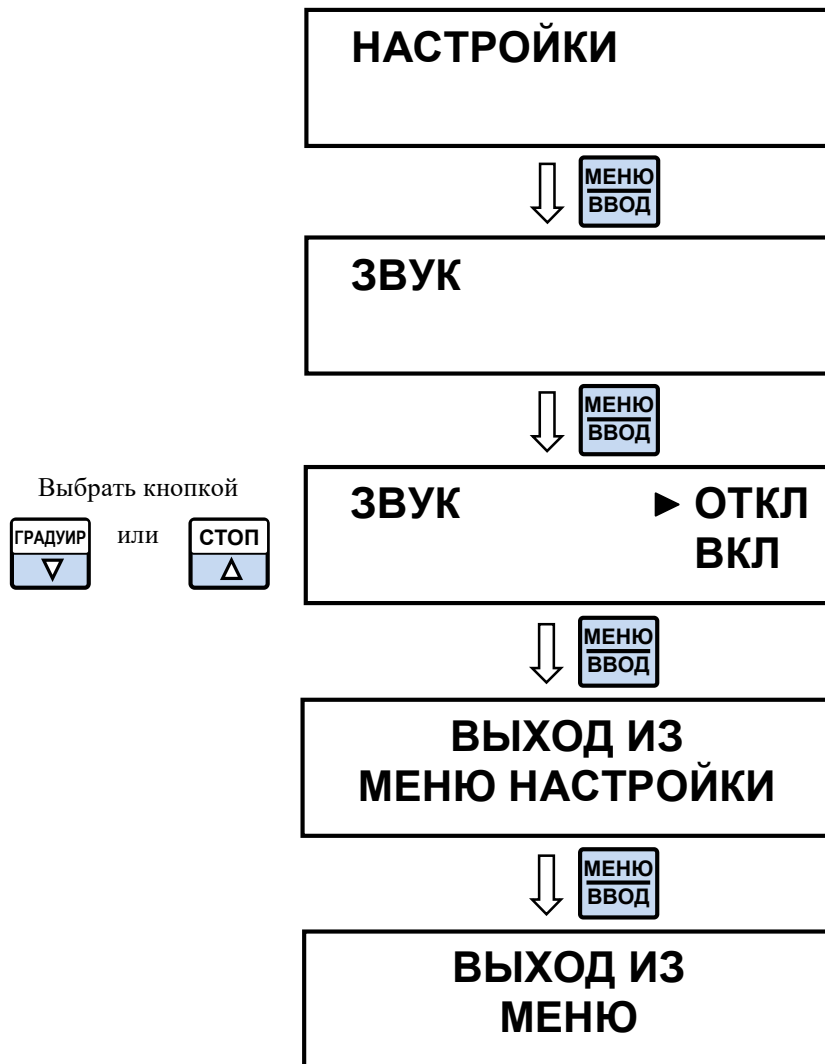 НАСТРОЙКИ
МЕНЮ
ВВОД
ЗВУК
МЕНЮ
ВВОД
Выбрать кнопкой
ГРАДУИР или СТОП
ЗВУК ► ОТКЛ
ВКЛ
МЕНЮ
ВВОД
ВЫХОД ИЗ
МЕНЮ НАСТРОЙКИ
МЕНЮ
ВВОД
ВЫХОД ИЗ
МЕНЮ